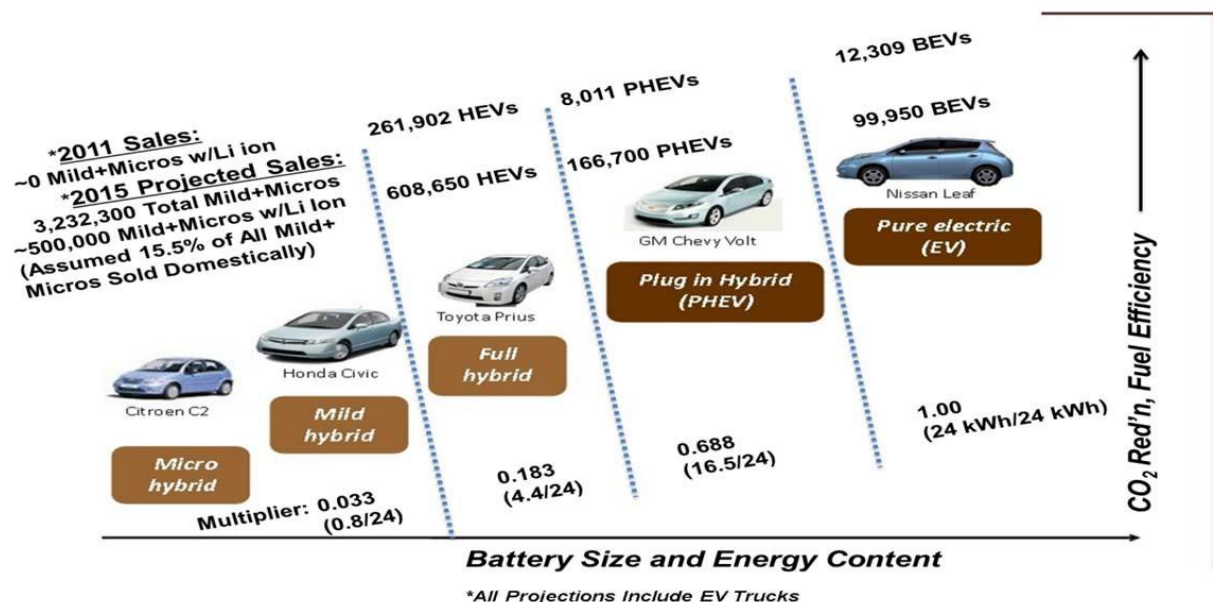 *2011 Sales:
~0 Mild+Micros w/Li ion
*2015 Projected Sales:
3,232,300 Total Mild+Micros
~500,000 Mild+Micros w/Li Ion
(Assumed 15.5% of All Mild+
Micros Sold Domestically)
261,902 HEVs
608,650 HEVs
8,011 PHEVs
166,700 PHEVs
12,309 BEVs
99,950 BEVs
Nissan Leaf
Pure electric
(EV)
GM Chevy Volt
Plug in Hybrid
(PHEV)
Toyota Prius
Full
hybrid
Honda Civic
Mild
hybrid
Citroen C2
Micro
hybrid
Multiplier: 0.033
(0.8/24)
0.183
(4.4/24)
0.688
(16.5/24)
1.00
(24 kWh/24 kWh)
CO₂ Red'n, Fuel Efficiency
Battery Size and Energy Content
*All Projections Include EV Trucks